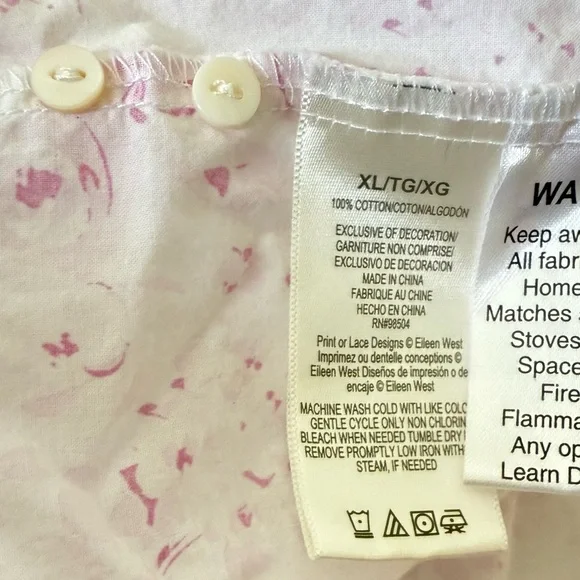 XL/TG/XG
100% COTTON/COTON/ALGODÓN
EXCLUSIVE OF DECORATION/
GARNITURE NON COMPRISE/
EXCLUSIVO DE DECORACION
MADE IN CHINA
FABRIQUE AU CHINE
HECHO EN CHINA
RN#98504
Print or Lace Designs © Eileen West
Imprimez ou dentelle conceptions ©
Eileen West Diseños de impresión o de
encaje © Eileen West
MACHINE WASH COLD WITH LIKE COLO
GENTLE CYCLE ONLY NON CHLORIN
BLEACH WHEN NEEDED TUMBLE DRY
REMOVE PROMPTLY LOW IRON WITH
STEAM, IF NEEDED
WA
Keep aw
All fabri
Home
Matches
Stoves
Space
Fire
Flamma
Any op
Learn D